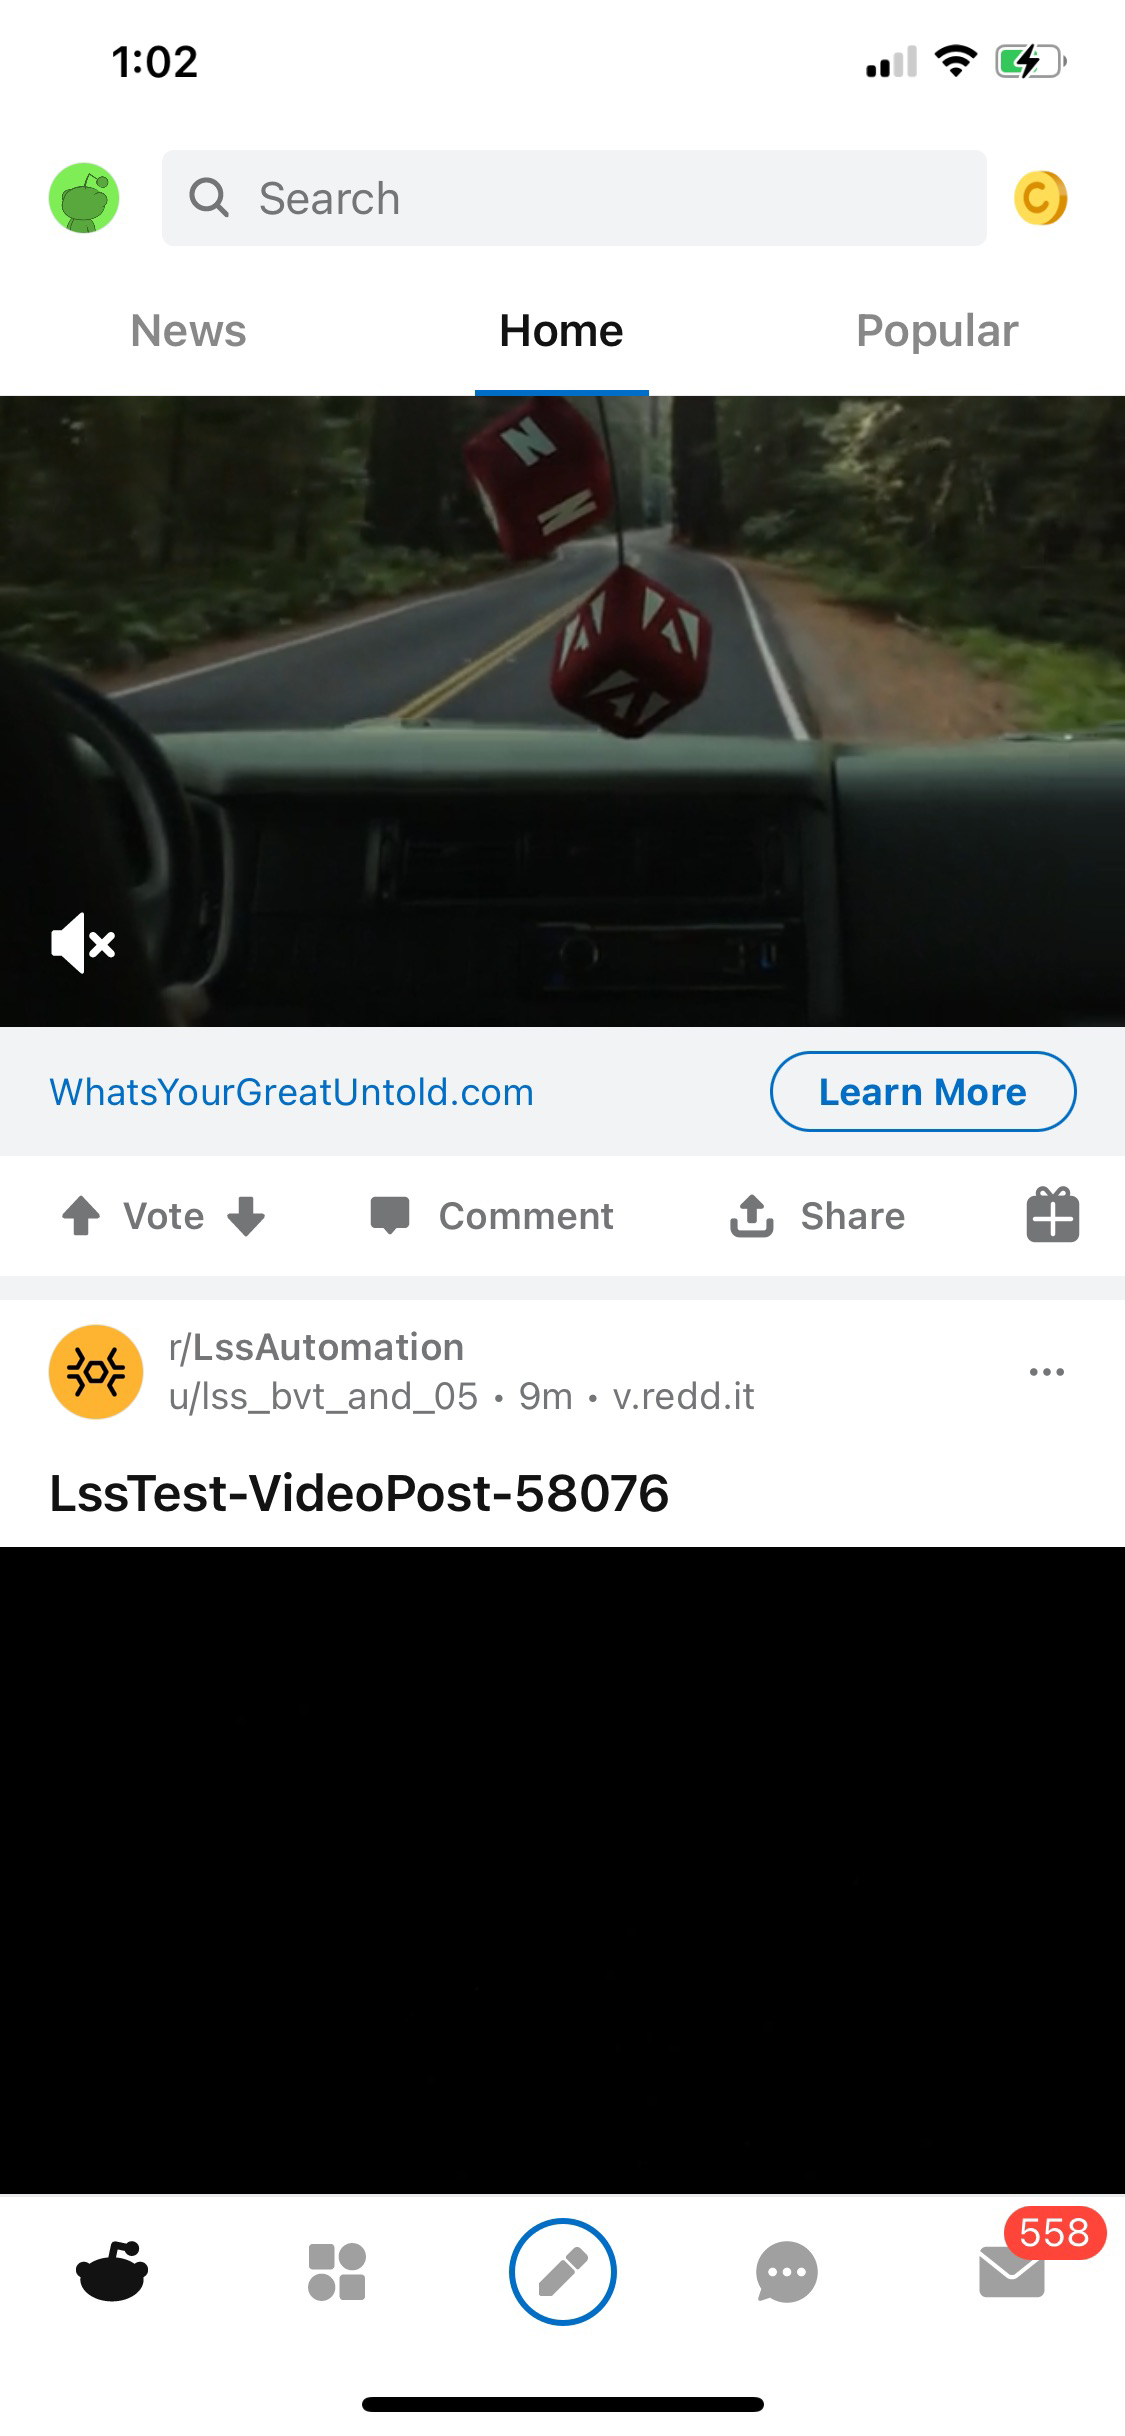 1:02
Search
News Home Popular
N
N
A A
A
WhatsYourGreatUntold.com Learn More
Vote Comment Share
r/LssAutomation
u/lss_bvt_and_05 • 9m • v.redd.it
LssTest-VideoPost-58076
558